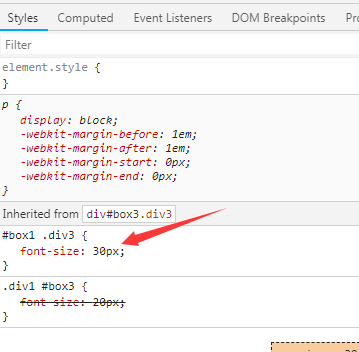 Styles Computed Event Listeners DOM Breakpoints Pro
Filter
element.style {
}
p {
display: block;
-webkit-margin-before: 1em;
-webkit-margin-after: 1em;
-webkit-margin-start: 0px;
-webkit-margin-end: 0px;
}
Inherited from div#box3.div3
#box1 .div3 {
font-size: 30px;
}
.div1 #box3 {
font-size: 20px;
}